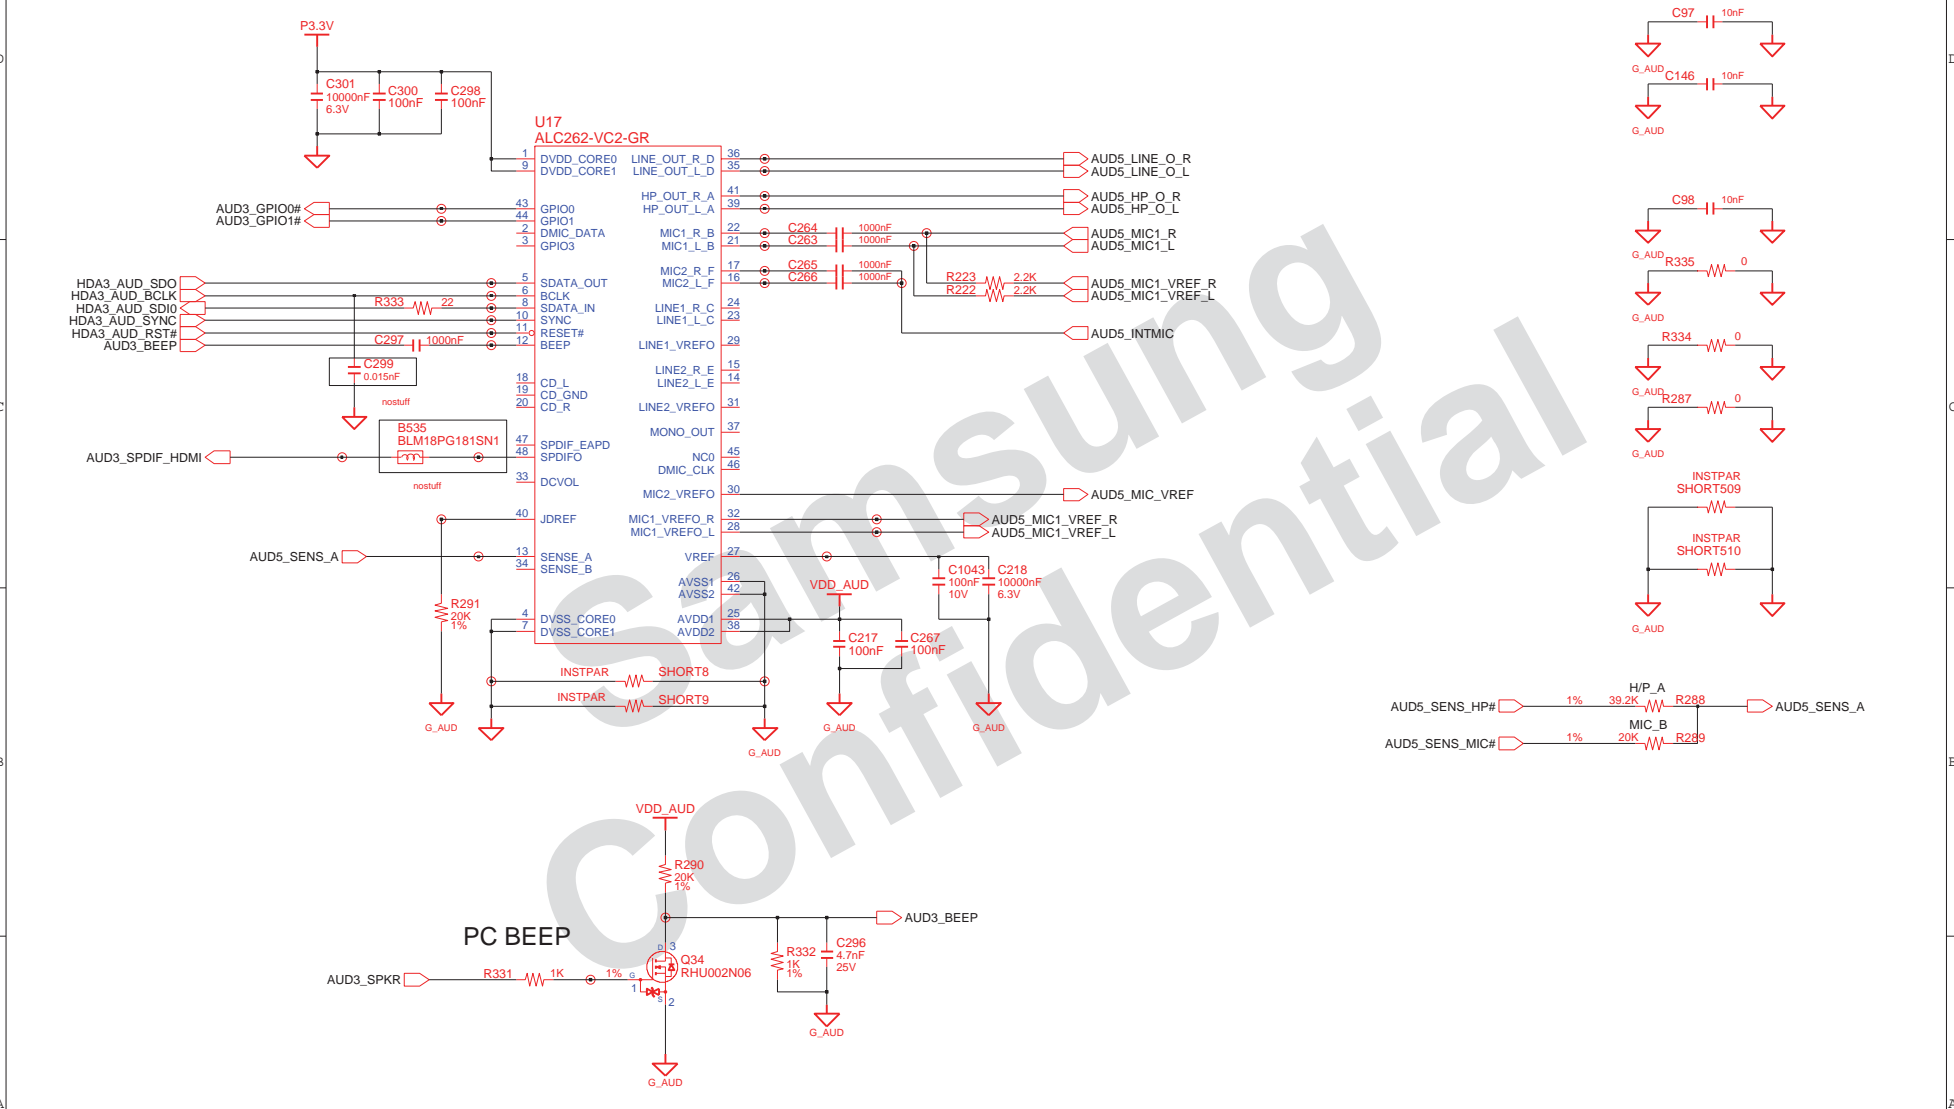 P3.3V
C301
10000nF
6.3V
C300
100nF
C298
100nF
U17
ALC262-VC2-GR
1 DVDD_CORE0 LINE_OUT_R_D 36 AUD5_LINE_O_R
9 DVDD_CORE1 LINE_OUT_L_D 35 AUD5_LINE_O_L
HP_OUT_R_A 41 AUD5_HP_O_R
AUD3_GPIO0# 43 GPIO0 HP_OUT_L_A 39 AUD5_HP_O_L
AUD3_GPIO1# 44 GPIO1
2 DMIC_DATA MIC1_R_B 22 C264 1000nF AUD5_MIC1_R
3 GPIO3 MIC1_L_B 21 C263 1000nF AUD5_MIC1_L
MIC2_R_F 17 C265 1000nF
HDA3_AUD_SDO 5 SDATA_OUT MIC2_L_F 16 C266 1000nF R223 2.2K AUD5_MIC1_VREF_R
HDA3_AUD_BCLK 6 BCLK R222 2.2K AUD5_MIC1_VREF_L
HDA3_AUD_SDI0 R333 22 8 SDATA_IN LINE1_R_C 24
HDA3_AUD_SYNC 10 SYNC LINE1_L_C 23
HDA3_AUD_RST# 11 RESET# AUD5_INTMIC
AUD3_BEEP C297 1000nF 12 BEEP LINE1_VREFO 29
C299
0.015nF
nostuff
LINE2_R_E 15
18 CD_L LINE2_L_E 14
19 CD_GND
20 CD_R LINE2_VREFO 31
B535
BLM18PG181SN1
MONO_OUT 37
47 SPDIF_EAPD
AUD3_SPDIF_HDMI 48 SPDIFO NC0 45
DMIC_CLK 46
nostuff
33 DCVOL
MIC2_VREFO 30 AUD5_MIC_VREF
40 JDREF MIC1_VREFO_R 32 AUD5_MIC1_VREF_R
MIC1_VREFO_L 28 AUD5_MIC1_VREF_L
AUD5_SENS_A 13 SENSE_A VREF 27
34 SENSE_B
AVSS1 26
AVSS2 42
VDD_AUD
C1043
100nF
10V
C218
10000nF
6.3V
R291
20K
1%
4 DVSS_CORE0 AVDD1 25
7 DVSS_CORE1 AVDD2 38
C217
100nF
C267
100nF
INSTPAR SHORT8
INSTPAR SHORT9
G_AUD
G_AUD
G_AUD
G_AUD
C97 10nF
G_AUD
C146 10nF
G_AUD
C98 10nF
G_AUD
R335 0
G_AUD
R334 0
G_AUD
R287 0
G_AUD
INSTPAR
SHORT509
INSTPAR
SHORT510
G_AUD
H/P_A
AUD5_SENS_HP# 1% 39.2K R288 AUD5_SENS_A
MIC_B
AUD5_SENS_MIC# 1% 20K R289
VDD_AUD
R290
20K
1%
AUD3_BEEP
PC BEEP
D 3
Q34
RHU002N06
R332
1K
1%
C296
4.7nF
25V
AUD3_SPKR R331 1K 1% G
1
S 2
G_AUD
G_AUD
Samsung
Confidential
D
C
B
A
D
C
B
A